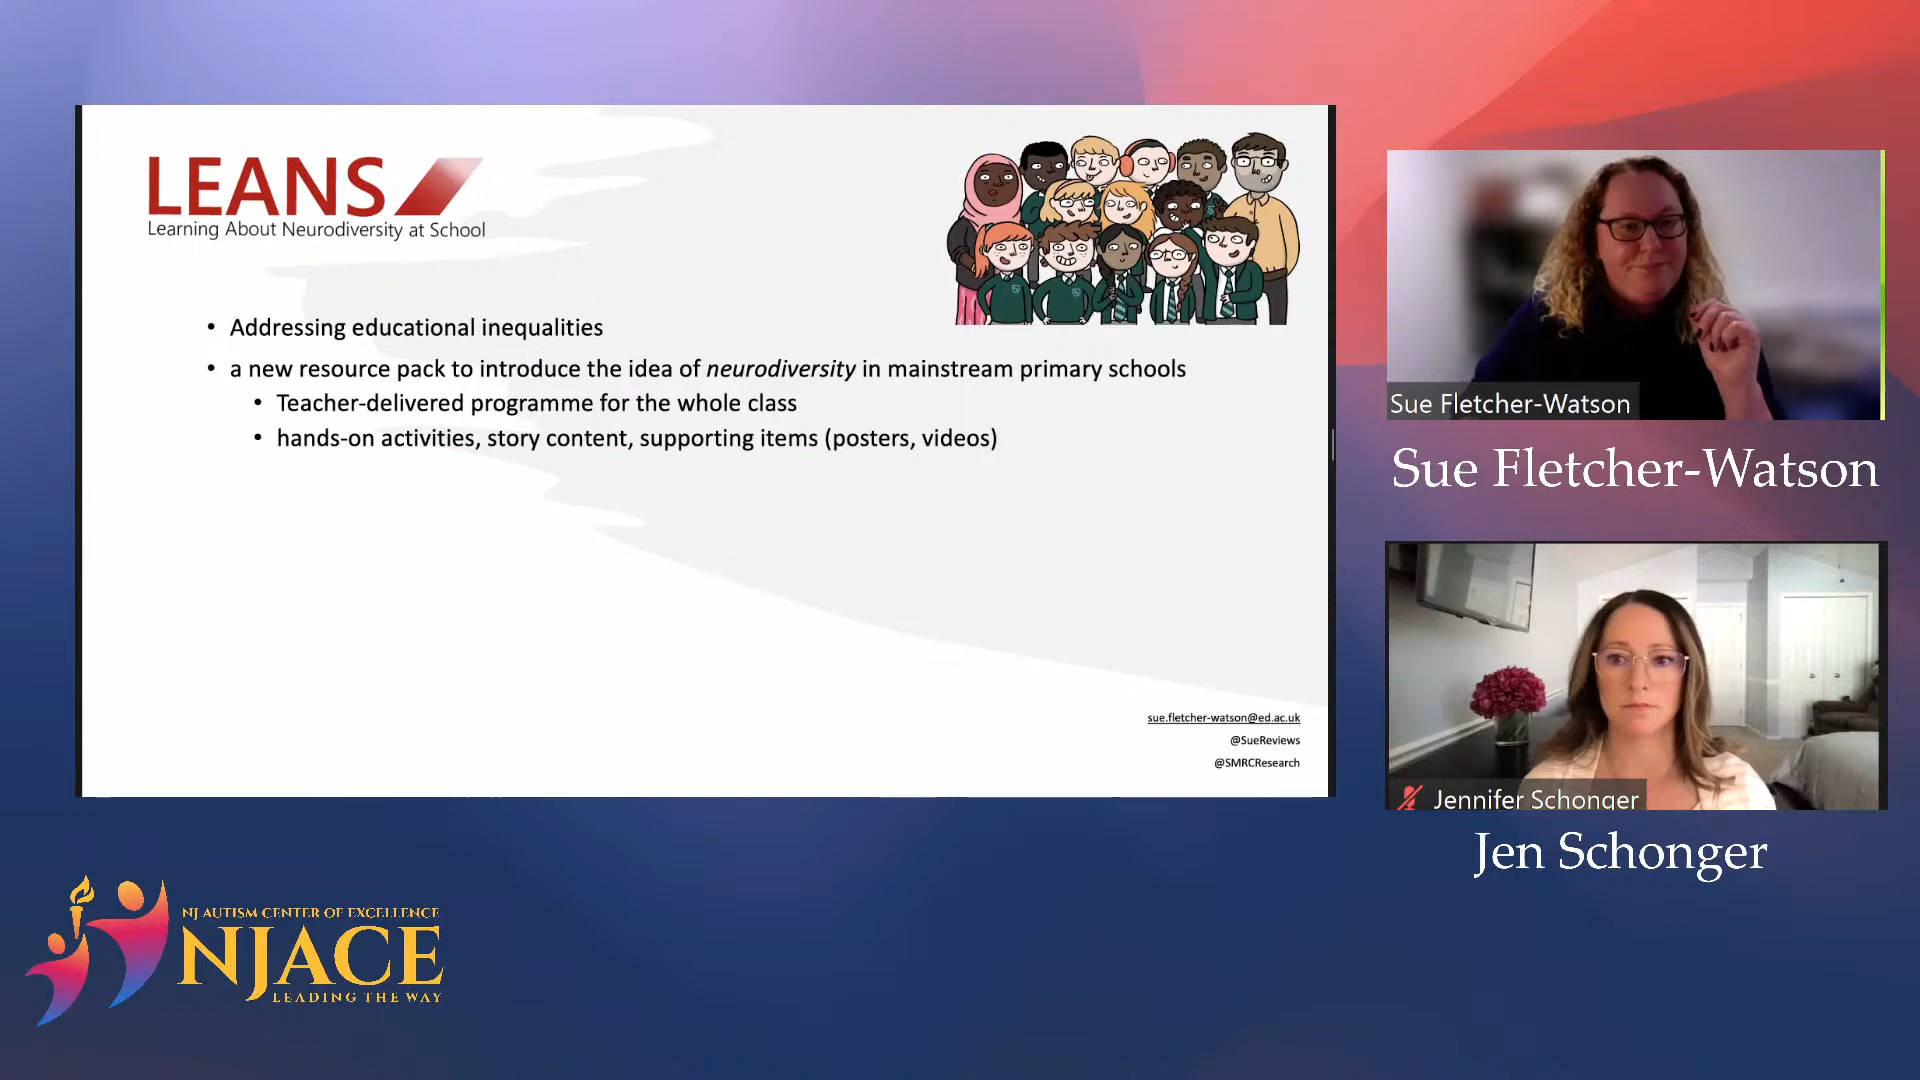 LEANS
Learning About Neurodiversity at School
• Addressing educational inequalities
• a new resource pack to introduce the idea of neurodiversity in mainstream primary schools
• Teacher-delivered programme for the whole class
• hands-on activities, story content, supporting items (posters, videos)
sue.fletcher-watson@ed.ac.uk
@SueReviews
@SMRCResearch
Sue Fletcher-Watson
Sue Fletcher-Watson
Jennifer Schonger
Jen Schonger
NJ AUTISM CENTER OF EXCELLENCE
NJACE
LEADING THE WAY